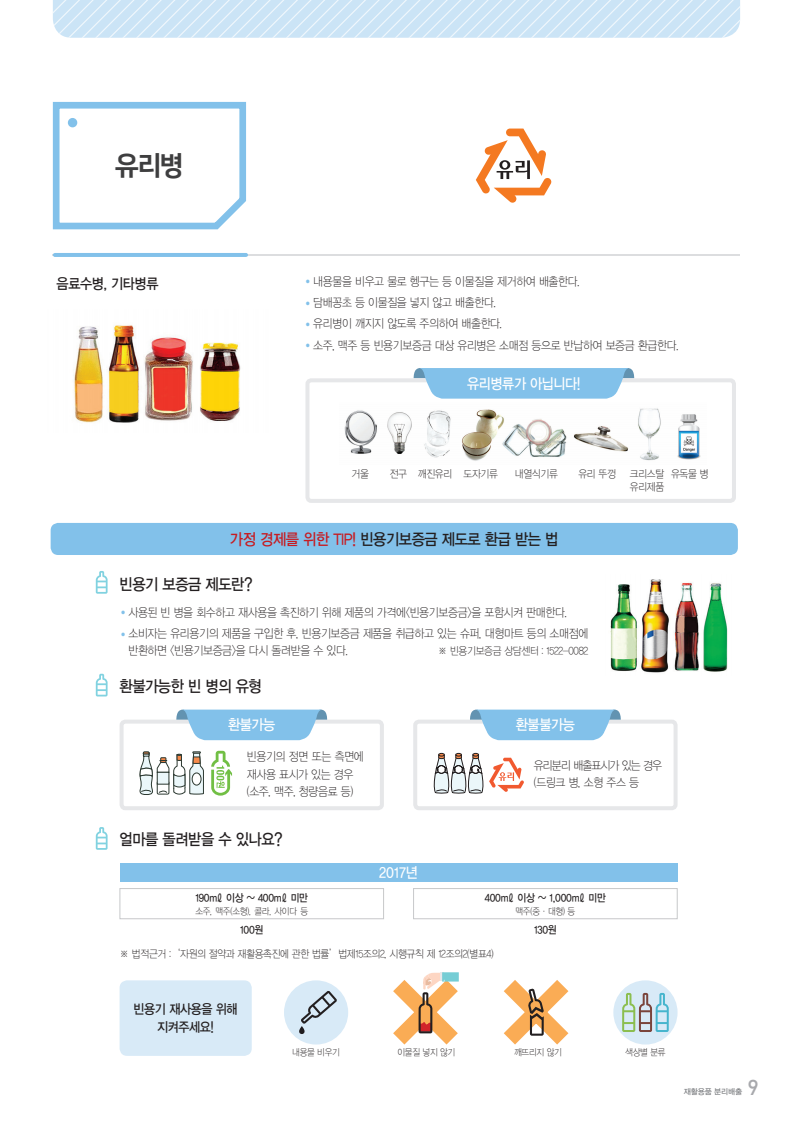 유리병
유리
음료수병, 기타병류
• 내용물을 비우고 물로 헹구는 등 이물질을 제거하여 배출한다.
• 담배꽁초 등 이물질을 넣지 않고 배출한다.
• 유리병이 깨지지 않도록 주의하여 배출한다.
• 소주, 맥주 등 빈용기보증금 대상 유리병은 소매점 등으로 반납하여 보증금 환급한다.
유리병류가 아닙니다!
Danger
거울 전구 깨진유리 도자기류 내열식기류 유리 뚜껑 크리스탈 유독물 병
유리제품
가정 경제를 위한 TIP! 빈용기보증금 제도로 환급 받는 법
빈용기 보증금 제도란?
• 사용된 빈 병을 회수하고 재사용을 촉진하기 위해 제품의 가격에<빈용기보증금>을 포함시켜 판매한다.
• 소비자는 유리용기의 제품을 구입한 후, 빈용기보증금 제품을 취급하고 있는 슈퍼, 대형마트 등의 소매점에
반환하면 <빈용기보증금>을 다시 돌려받을 수 있다. ※ 빈용기보증금 상담센터 : 1522-0082
환불가능한 빈 병의 유형
환불가능
100원
빈용기의 정면 또는 측면에
재사용 표시가 있는 경우
(소주, 맥주, 청량음료 등)
환불불가능
유리
유리분리 배출표시가 있는 경우
(드링크 병, 소형 주스 등
얼마를 돌려받을 수 있나요?
2017년
190㎖ 이상 ~ 400㎖ 미만
소주, 맥주(소형), 콜라, 사이다 등
100원
400㎖ 이상 ~ 1,000㎖ 미만
맥주(중 · 대형) 등
130원
※ 법적근거 : ‘자원의 절약과 재활용촉진에 관한 법률’ 법제15조의2, 시행규칙 제 12조의2(별표4)
빈용기 재사용을 위해
지켜주세요!
내용물 비우기
이물질 넣지 않기
깨뜨리지 않기
색상별 분류
재활용품 분리배출 9